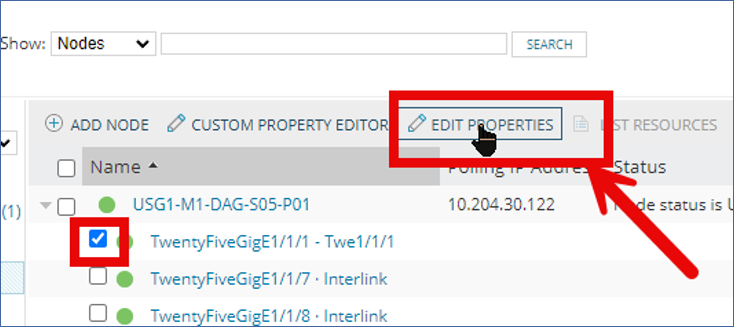 Show: Nodes SEARCH
ADD NODE CUSTOM PROPERTY EDITOR EDIT PROPERTIES LIST RESOURCES
Name Polling IP Address Status
(1) USG1-M1-DAG-S05-P01 10.204.30.122 Node status is U
TwentyFiveGigE1/1/1 - Twe1/1/1
TwentyFiveGigE1/1/7 · Interlink
TwentyFiveGigE1/1/8 · Interlink